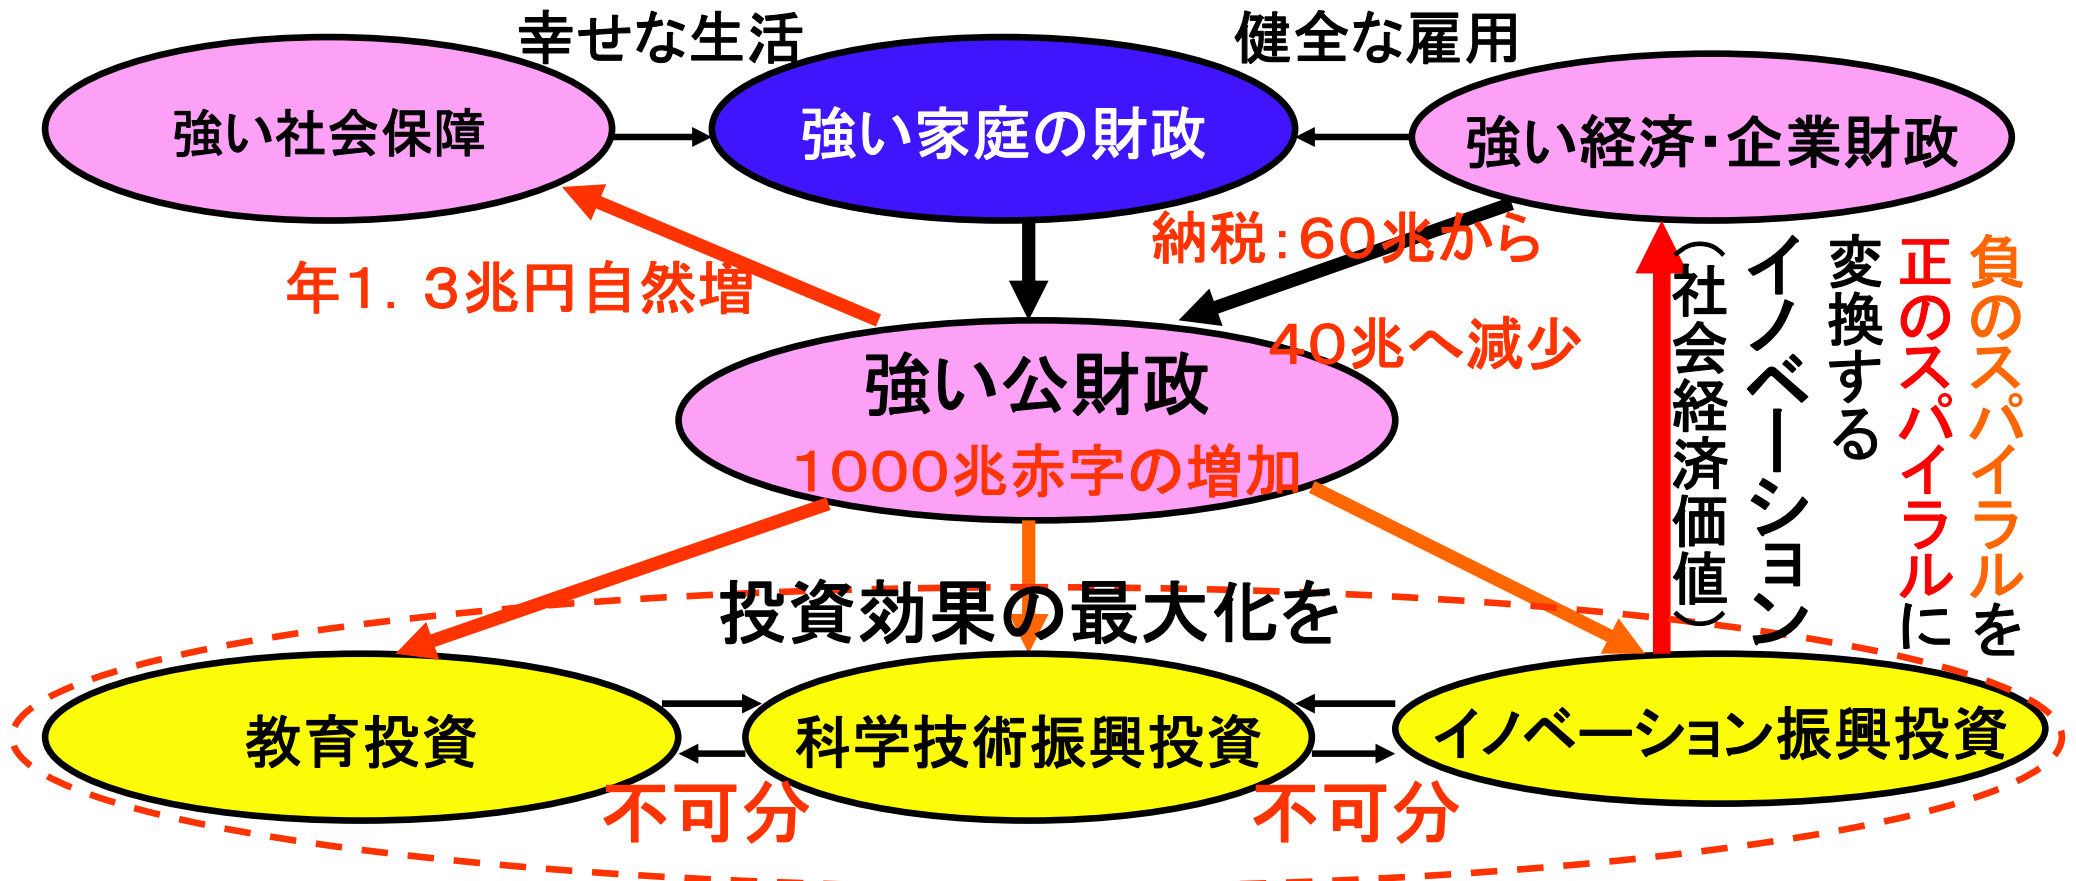 幸せな生活
健全な雇用
強い社会保障
強い家庭の財政
強い経済・企業財政
納税：６０兆から
年１．３兆円自然増
４０兆へ減少
強い公財政
１０００兆赤字の増加
負のスパイラルを
正のスパイラルに
変換する
イノベーション
（社会経済価値）
投資効果の最大化を
教育投資
科学技術振興投資
イノベーション振興投資
不可分
不可分